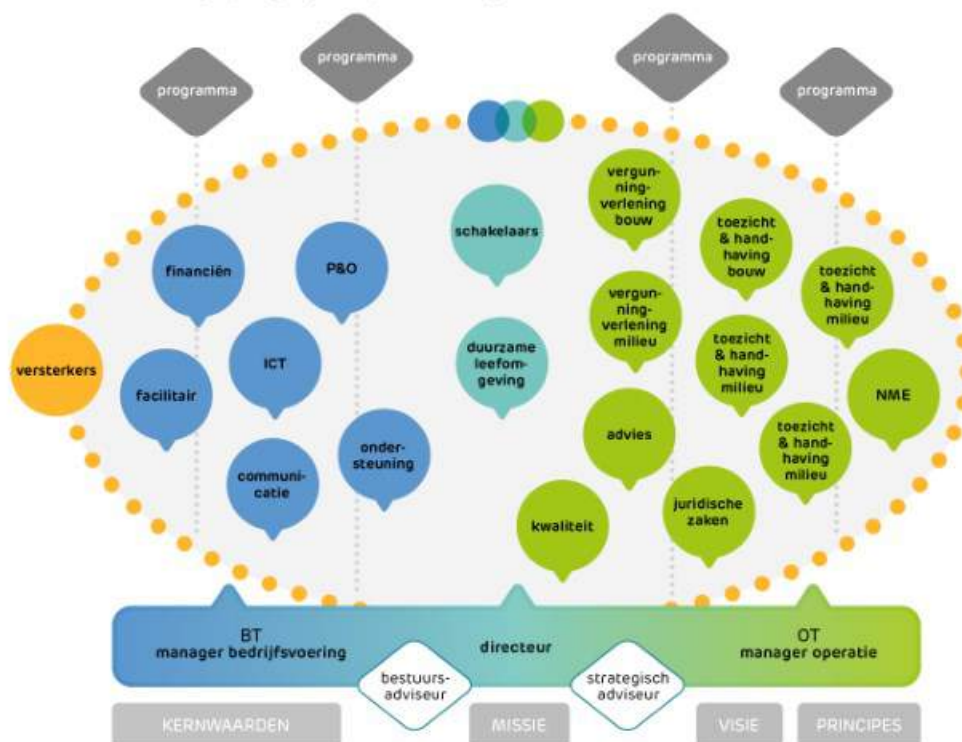 programma
programma
programma
programma
vergun-
ning-
verlening
bouw
schakelaars
toezicht
& hand-
having
bouw
financiën
P&O
toezicht
& hand-
having
milieu
vergun-
ning-
verlening
milieu
versterkers
ICT
duurzame
leefom-
geving
toezicht
& hand-
having
milieu
facilitair
NME
advies
onder-
steuning
toezicht
& hand-
having
milieu
communi-
catie
kwaliteit
juridische
zaken
BT
manager bedrijfsvoering
directeur
OT
manager operatie
bestuurs-
adviseur
strategisch
adviseur
KERNWAARDEN
MISSIE
VISIE
PRINCIPES